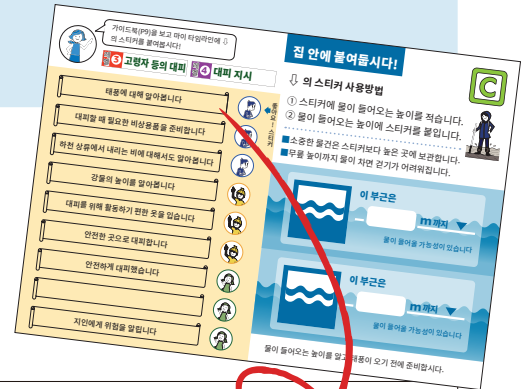 가이드북(P9)을 보고 마이 타임라인에 ⇩
의 스티커를 붙여봅시다!
3 고령자 등의 대피
4 대피 지시
좋아요! 스티커
태풍에 대해 알아봅니다
대피할 때 필요한 비상용품을 준비합니다
하천 상류에서 내리는 비에 대해서도 알아봅니다
강물의 높이를 알아봅니다
대피를 위해 활동하기 편한 옷을 입습니다
안전한 곳으로 대피합니다
안전하게 대피했습니다
지인에게 위험을 알립니다
집 안에 붙여둡시다!
C
⇩ 의 스티커 사용방법
① 스티커에 물이 들어오는 높이를 적습니다.
② 물이 들어오는 높이에 스티커를 붙입니다.
■소중한 물건은 스티커보다 높은 곳에 보관합니다.
■무릎 높이까지 물이 차면 걷기가 어려워집니다.
이 부근은
m까지 ▼
물이 들어올 가능성이 있습니다
이 부근은
m까지 ▼
물이 들어올 가능성이 있습니다
물이 들어오는 높이를 알고 태풍이 오기 전에 준비합시다.